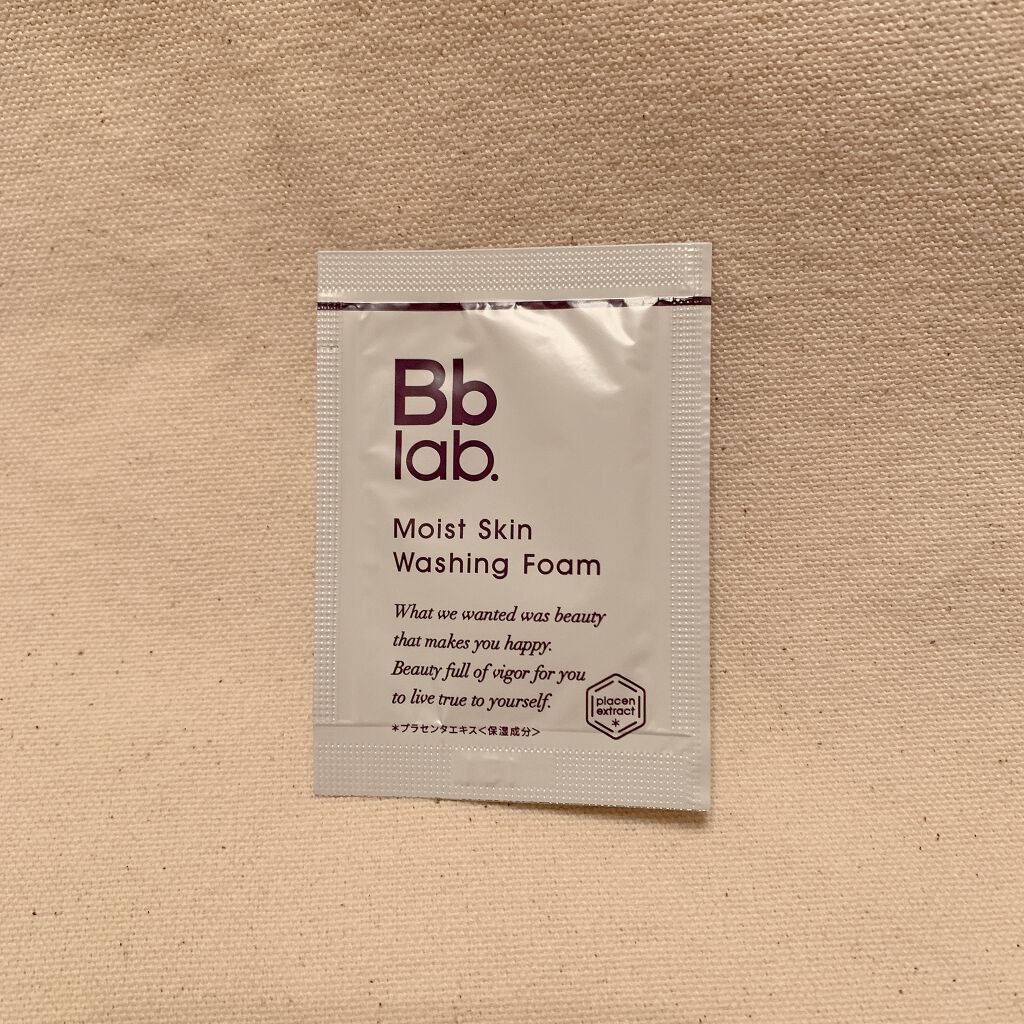 Bb
lab.
Moist Skin
Washing Foam
What we wanted was beauty
that makes you happy.
Beauty full of vigor for you
to live true to yourself.
placen
extract
*
*プラセンタエキス<保湿成分>